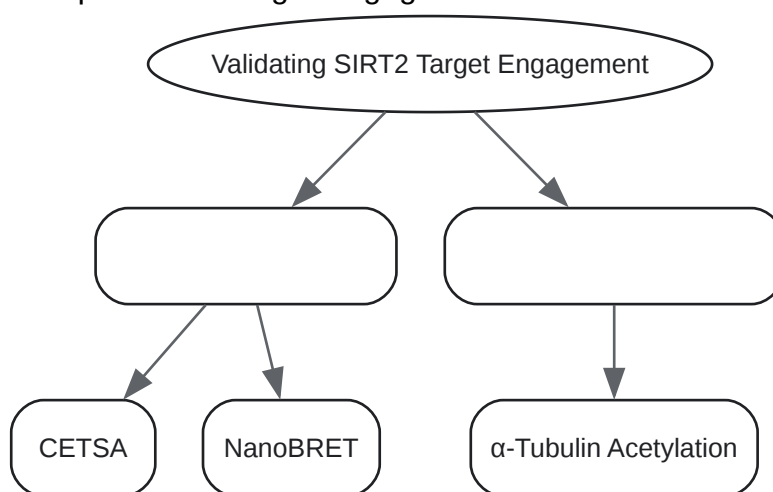 Validating SIRT2 Target Engagement
CETSA
NanoBRET
α-Tubulin Acetylation